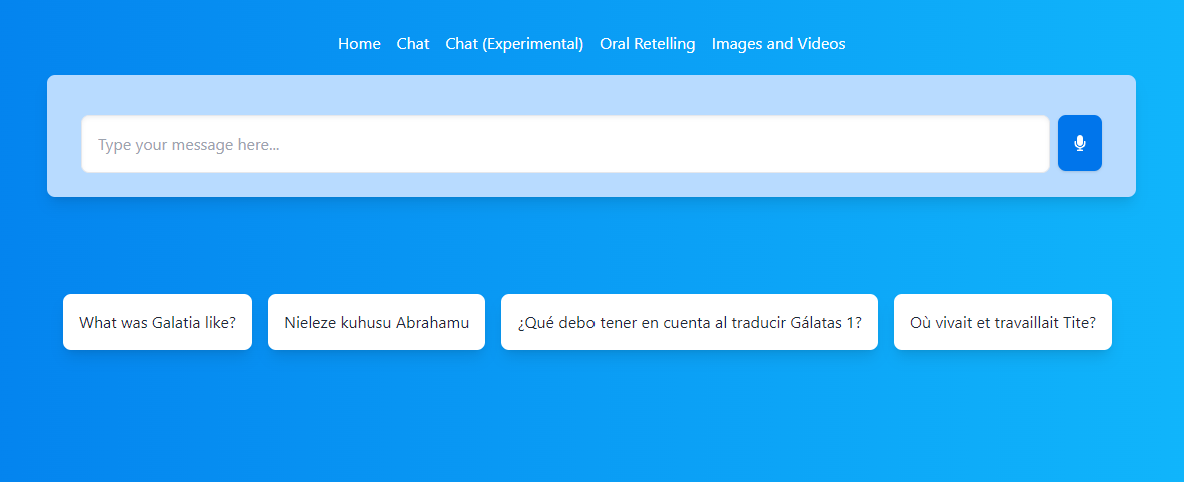 Home Chat Chat (Experimental) Oral Retelling Images and Videos
Type your message here...
What was Galatia like? Nieleze kuhusu Abrahamu ¿Qué debo tener en cuenta al traducir Gálatas 1? Où vivait et travaillait Tite?